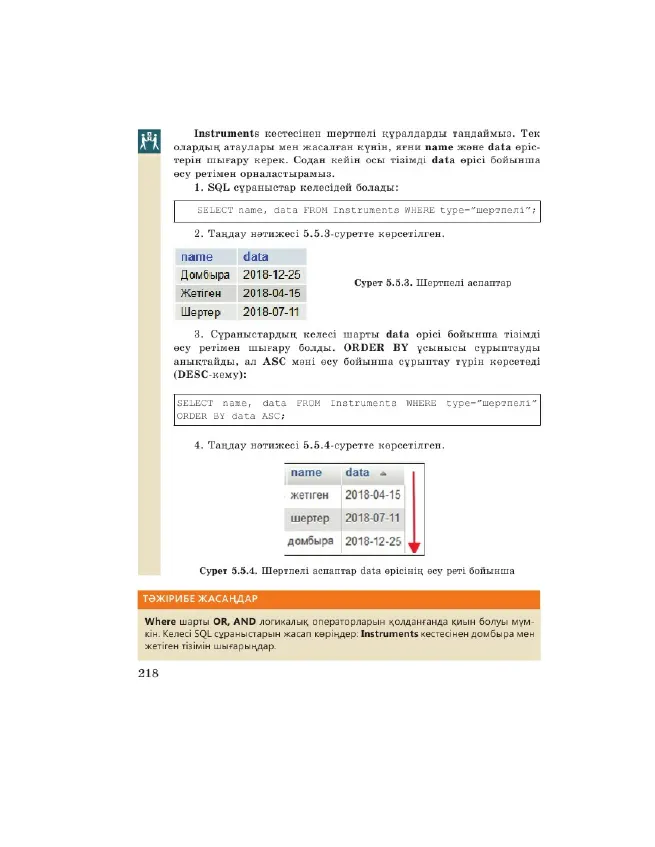 Instruments кестесінен шертпелі құралдарды таңдаймыз. Тек
олардың атаулары мен жасалған күнін, яғни name және data өріс-
терін шығару керек. Содан кейін осы тізімді data өрісі бойынша
өсу ретімен орналастырамыз.
1. SQL сұраныстар келесідей болады:
SELECT name, data FROM Instruments WHERE type="шертпелі";
2. Таңдау нәтижесі 5.5.3-суретте көрсетілген.
name data
Домбыра 2018-12-25
Жетіген 2018-04-15
Шертер 2018-07-11
Сурет 5.5.3. Шертпелі аспаптар
3. Сұраныстардың келесі шарты data өрісі бойынша тізімді
өсу ретімен шығару болды. ORDER BY ұсынысы сұрыптауды
анықтайды, ал ASC мәні өсу бойынша сұрыптау түрін көрсетеді
(DESC-кему):
SELECT name, data FROM Instruments WHERE type="шертпелі"
ORDER BY data ASC;
4. Таңдау нәтижесі 5.5.4-суретте көрсетілген.
name data
жетіген 2018-04-15
шертер 2018-07-11
домбыра 2018-12-25
Сурет 5.5.4. Шертпелі аспаптар data өрісінің өсу реті бойынша
ТӘЖІРИБЕ ЖАСАҢДАР
Where шарты OR, AND логикалық операторларын қолданғанда қиын болуы мүм-
кін. Келесі SQL сұраныстарын жасап көріңдер: Instruments кестесінен домбыра мен
жетіген тізімін шығарыңдар.
218